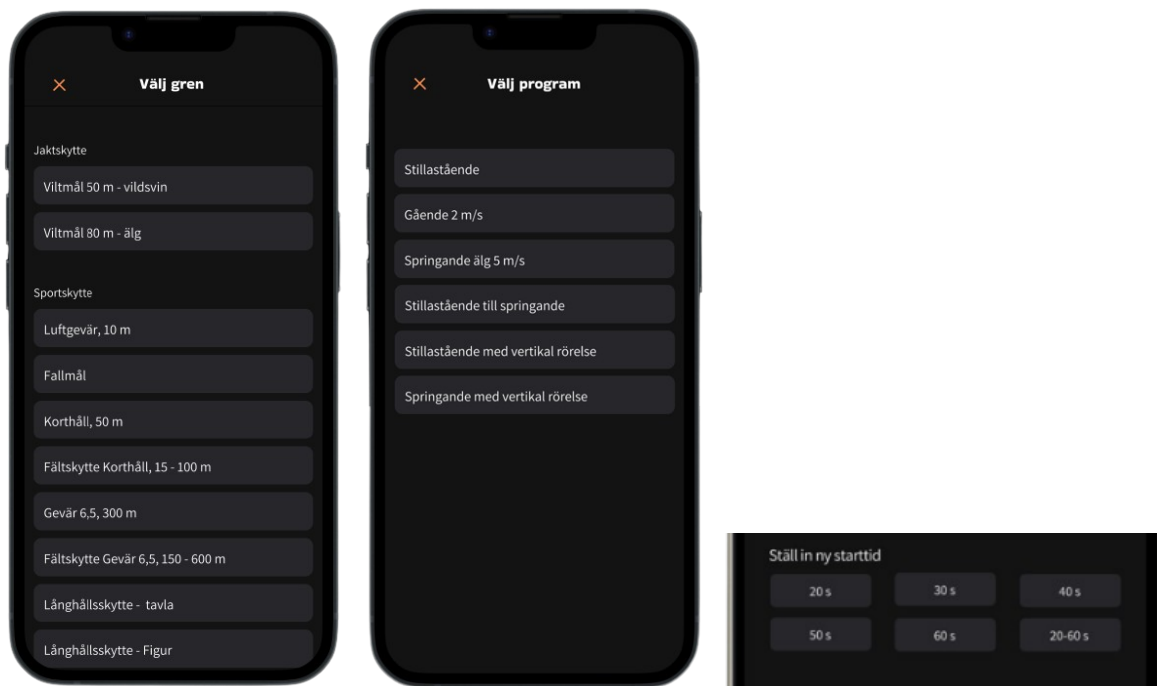 Välj gren
Jaktskytte
Viltmål 50 m - vildsvin
Viltmål 80 m - älg
Sportskytte
Luftgevär, 10 m
Fallmål
Korthåll, 50 m
Fältskytte Korthåll, 15 - 100 m
Gevär 6,5, 300 m
Fältskytte Gevär 6,5, 150 - 600 m
Långhållsskytte - tavla
Långhållsskytte - Figur
Välj program
Stillastående
Gående 2 m/s
Springande älg 5 m/s
Stillastående till springande
Stillastående med vertikal rörelse
Springande med vertikal rörelse
Ställ in ny starttid
20 s 30 s 40 s
50 s 60 s 20-60 s